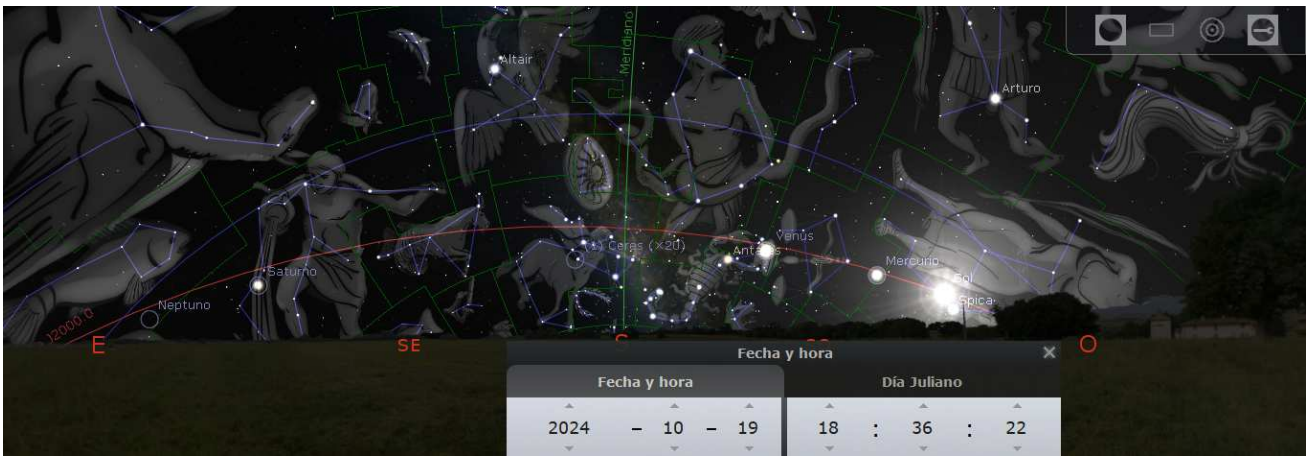 Altair
Meridiano
Arturo
Venus
(1) Ceres (×20)
Antares
Mercurio
Saturno
Sol
Neptuno
Spica
J2000.0
E
SE
S
O
Fecha y hora
Fecha y hora
Día Juliano
2024 - 10 - 19 18 : 36 : 22